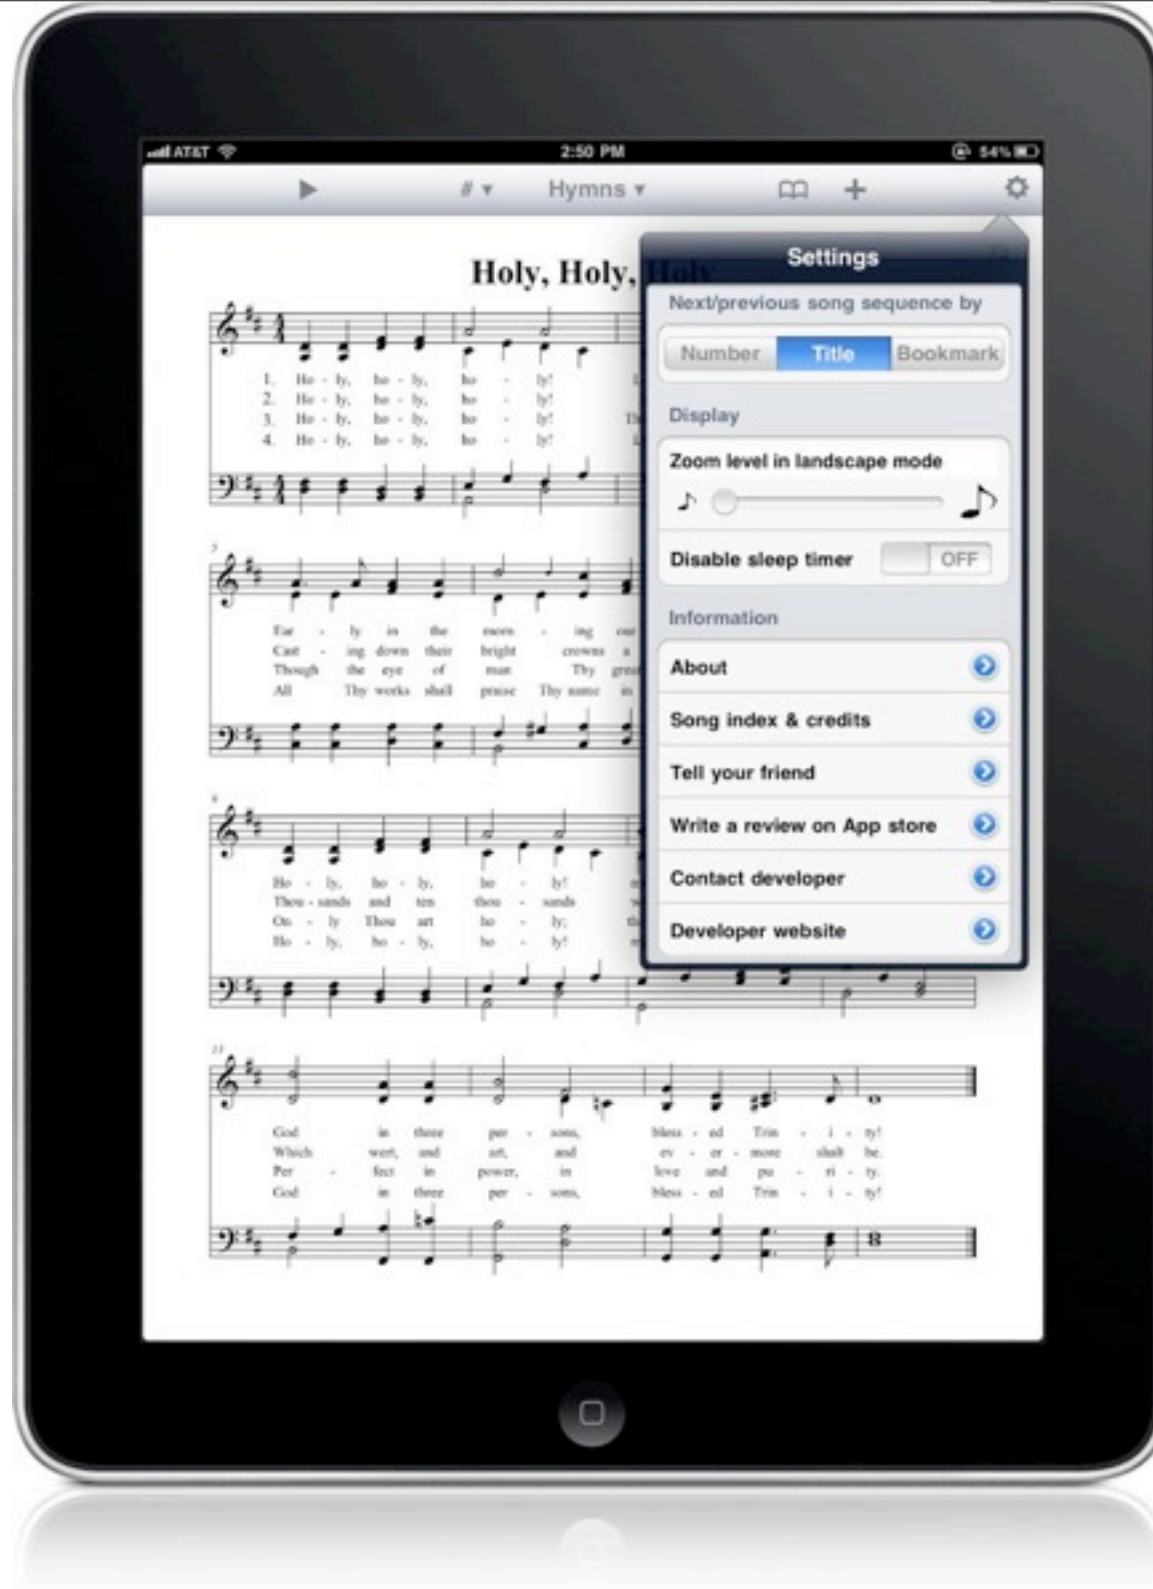 AT&T 2:50 PM 54%
# ▾ Hymns ▾
Holy, Holy, Holy
Settings
Next/previous song sequence by
Number Title Bookmark
Display
Zoom level in landscape mode
Disable sleep timer OFF
Information
About
Song index & credits
Tell your friend
Write a review on App store
Contact developer
Developer website
1. Ho - ly, ho - ly, ho - ly!
2. Ho - ly, ho - ly, ho - ly!
3. Ho - ly, ho - ly, ho - ly!
4. Ho - ly, ho - ly, ho - ly!
5
Ear - ly in the morn - ing our
Cast - ing down their bright crowns a
Though the eye of man Thy
All Thy works shall praise Thy name in
Ho - ly, ho - ly, ho - ly!
Thou - sands and ten thou - sands
On - ly Thou art ho - ly;
Ho - ly, ho - ly, ho - ly!
13
God in three per - sons, bless - ed Trin - i - ty!
Which wert, and art, and ev - er - more shalt be.
Per - fect in power, in love and pu - ri - ty.
God in three per - sons, bless - ed Trin - i - ty!